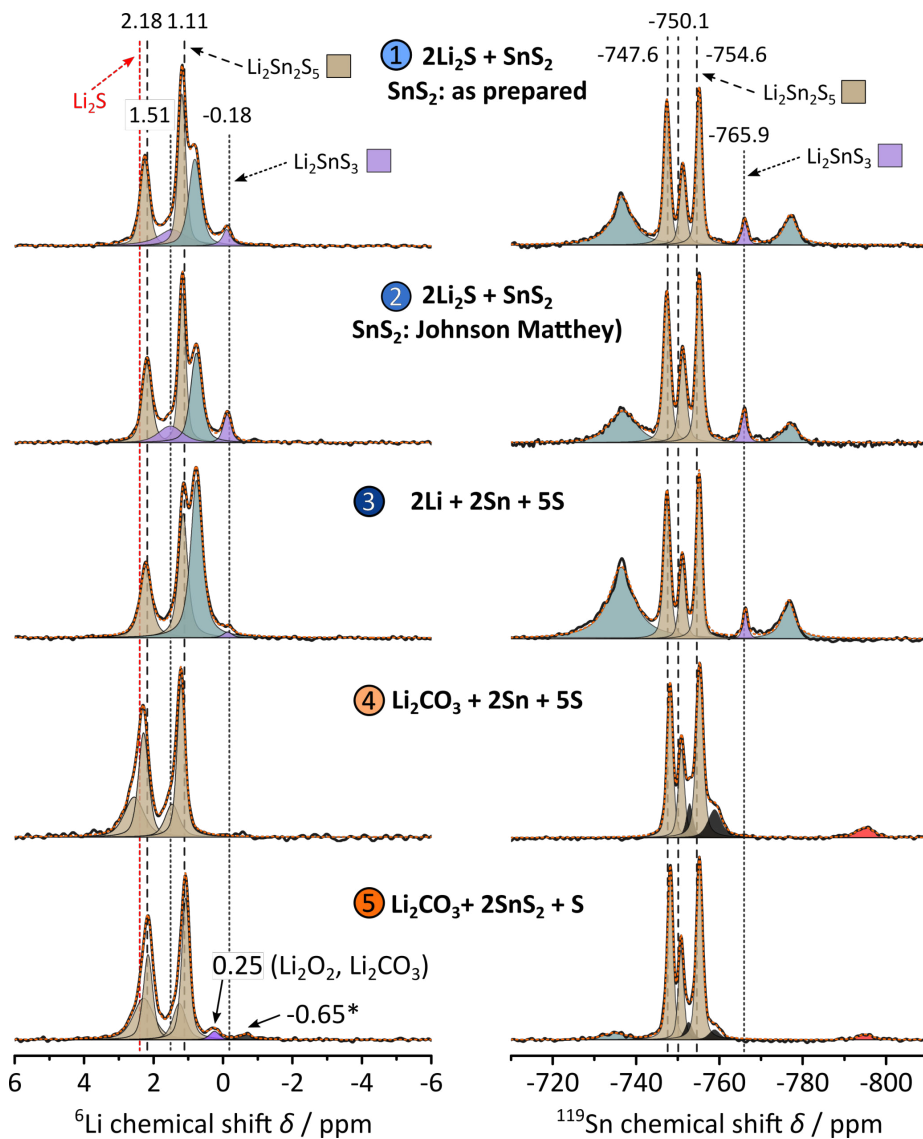 2.18 1.11
Li₂S
Li₂Sn₂S₅
1.51 -0.18
Li₂SnS₃
1 2Li₂S + SnS₂
SnS₂: as prepared
-750.1
-747.6 -754.6
Li₂Sn₂S₅
-765.9
Li₂SnS₃
2 2Li₂S + SnS₂
SnS₂: Johnson Matthey)
3 2Li + 2Sn + 5S
4 Li₂CO₃ + 2Sn + 5S
5 Li₂CO₃+ 2SnS₂ + S
0.25 (Li₂O₂, Li₂CO₃)
-0.65*
6 4 2 0 -2 -4 -6
⁶Li chemical shift δ / ppm
-720 -740 -760 -780 -800
¹¹⁹Sn chemical shift δ / ppm